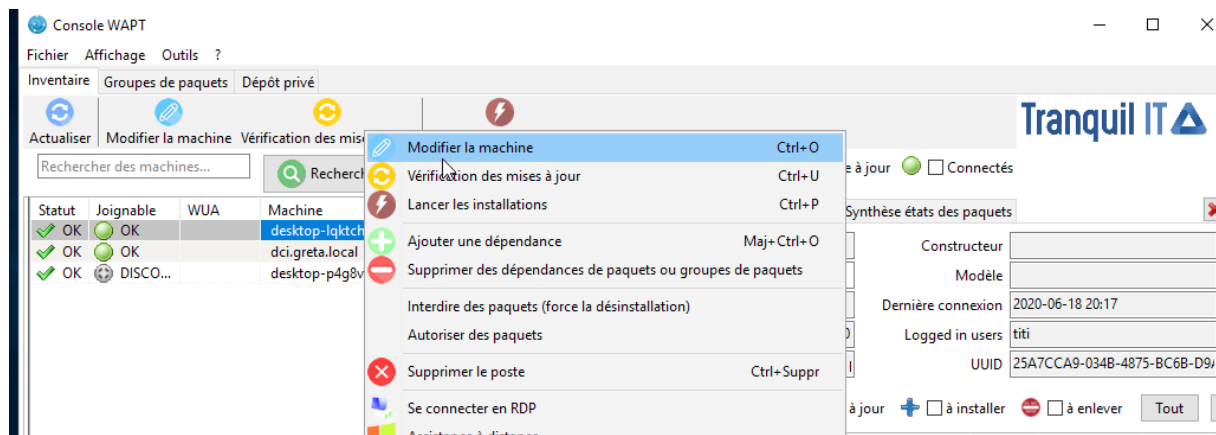 Console WAPT
Fichier Affichage Outils ?
Inventaire Groupes de paquets Dépôt privé
Actualiser Modifier la machine Vérification des mis
Tranquil IT
Rechercher des machines... Recherch
Statut Joignable WUA Machine
OK OK desktop-lqktch
OK OK dci.greta.local
OK DISCO... desktop-p4g8v
Modifier la machine Ctrl+O
Vérification des mises à jour Ctrl+U
Lancer les installations Ctrl+P
Ajouter une dépendance Maj+Ctrl+O
Supprimer des dépendances de paquets ou groupes de paquets
Interdire des paquets (force la désinstallation)
Autoriser des paquets
Supprimer le poste Ctrl+Suppr
Se connecter en RDP
Assistance à distance
e à jour Connectés
Synthèse états des paquets
Constructeur
Modèle
Dernière connexion 2020-06-18 20:17
Logged in users titi
UUID 25A7CCA9-034B-4875-BC6B-D9
à jour à installer à enlever Tout